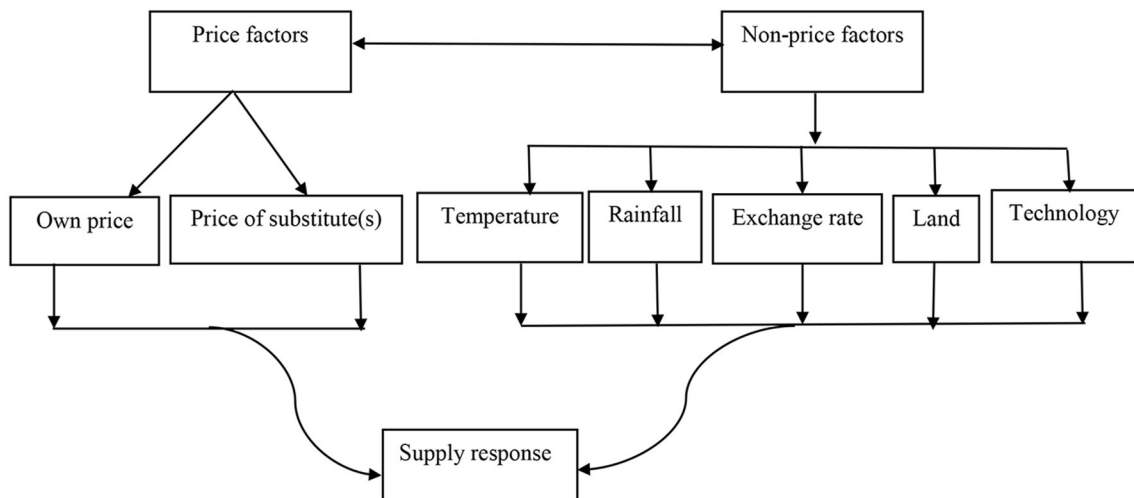 Price factors
Non-price factors
Own price
Price of substitute(s)
Temperature
Rainfall
Exchange rate
Land
Technology
Supply response